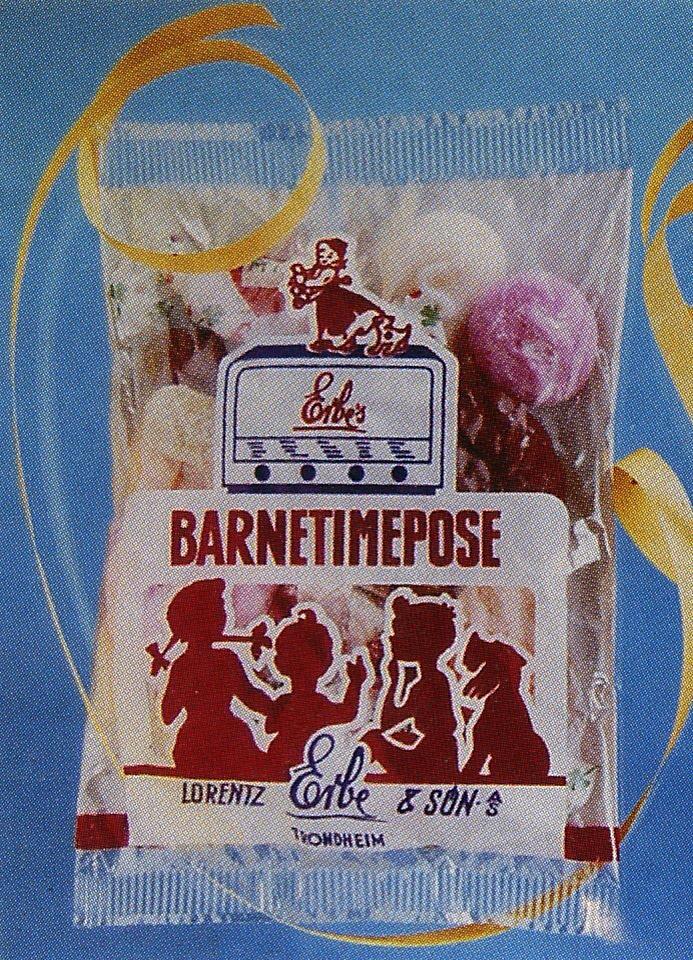 Erbe's
BARNETIMEPOSE
LORENTZ Erbe & SØN A/S
TRONDHEIM